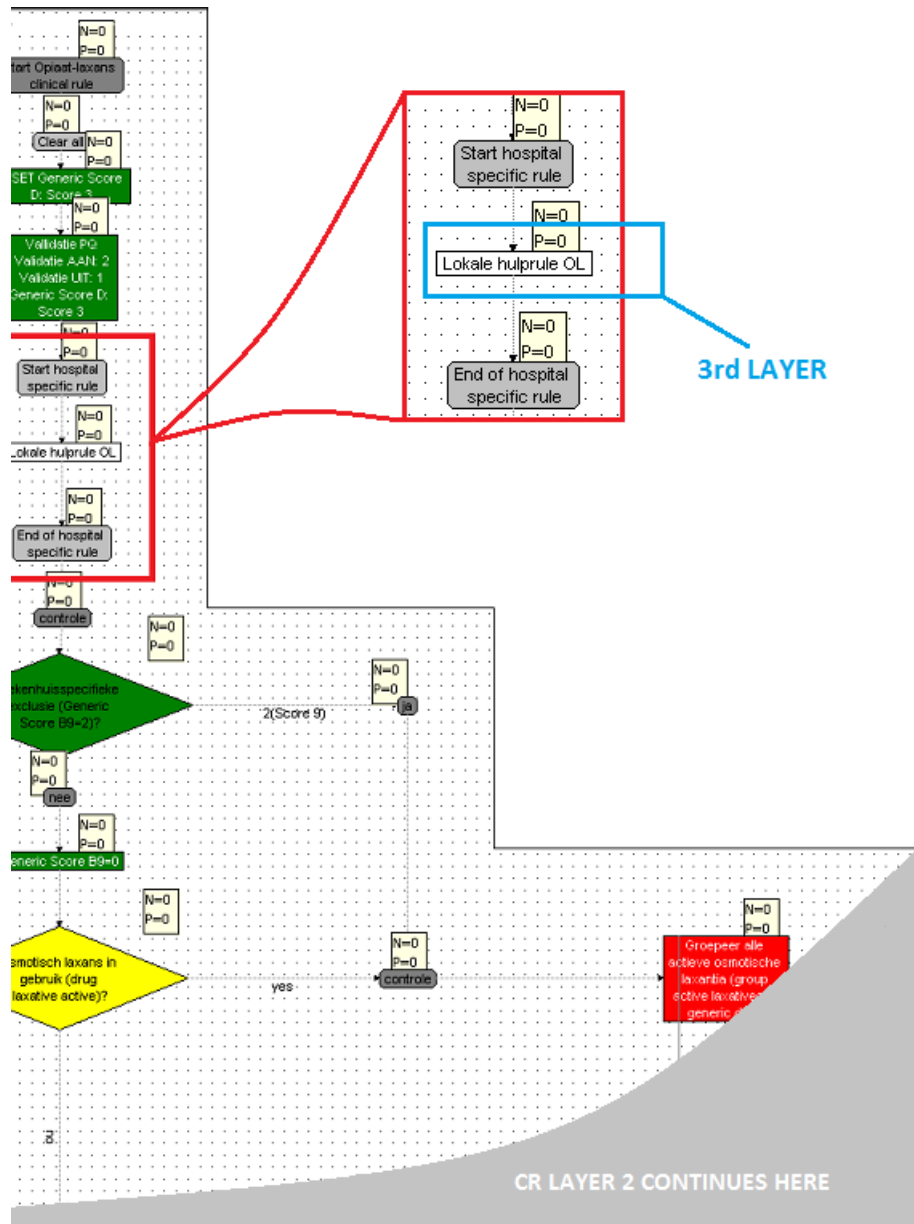 N=0
P=0
tart Opiaat-laxans
clinical rule
N=0
P=0
Clear all
N=0
P=0
SET Generic Score
D: Score 3
N=0
P=0
Validatie PQ
Validatie AAN: 2
Validatie UIT: 1
Generic Score D:
Score 3
N=0
P=0
Start hospital
specific rule
N=0
P=0
Lokale hulprule OL
N=0
P=0
End of hospital
specific rule
N=0
P=0
Start hospital
specific rule
N=0
P=0
Lokale hulprule OL
N=0
P=0
End of hospital
specific rule
3rd LAYER
N=0
P=0
controle
N=0
P=0
ekenhuisspecifieke
exclusie (Generic
Score B9=2)?
2(Score 9)
N=0
P=0
ja
N=0
P=0
nee
N=0
P=0
Generic Score B9=0
N=0
P=0
smotisch laxans in
gebruik (drug
laxative active)?
yes
N=0
P=0
controle
N=0
P=0
Groepeer alle
actieve osmotische
laxantia (group
active laxative
generic
CR LAYER 2 CONTINUES HERE